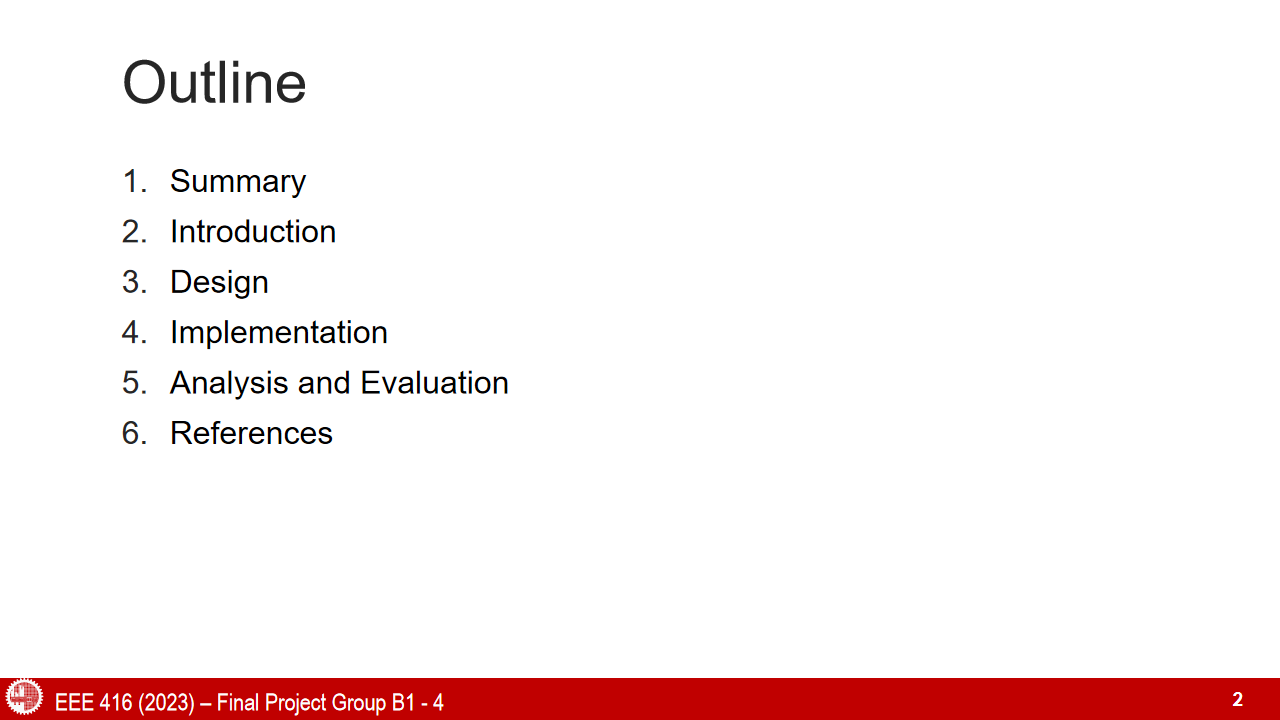 Outline
1. Summary
2. Introduction
3. Design
4. Implementation
5. Analysis and Evaluation
6. References
EEE 416 (2023) – Final Project Group B1 - 4
2